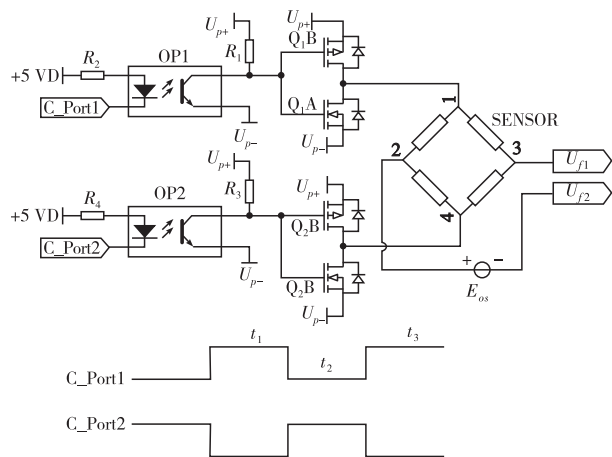 U_{p+}
U_{p+}
Q_1B
OP1
R_1
R_2
+5 VD
C_Port1
Q_1A
1
SENSOR
U_{p-}
U_{p-}
2
3
U_{f1}
U_{p+}
OP2
R_3
U_{p+}
4
U_{f2}
R_4
+5 VD
Q_2B
C_Port2
+ −
U_{p-}
Q_2B
E_{os}
U_{p-}
t_1
t_3
C_Port1
t_2
C_Port2